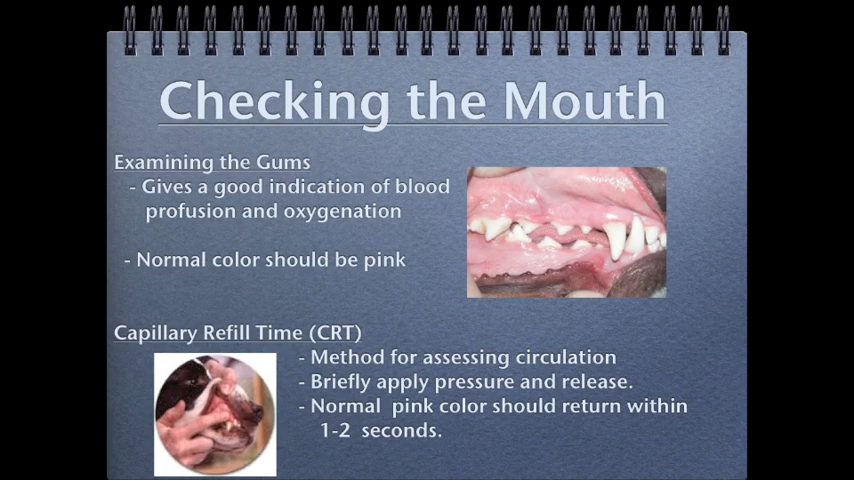 Checking the Mouth
Examining the Gums
- Gives a good indication of blood
profusion and oxygenation
- Normal color should be pink
Capillary Refill Time (CRT)
- Method for assessing circulation
- Briefly apply pressure and release.
- Normal pink color should return within
1-2 seconds.